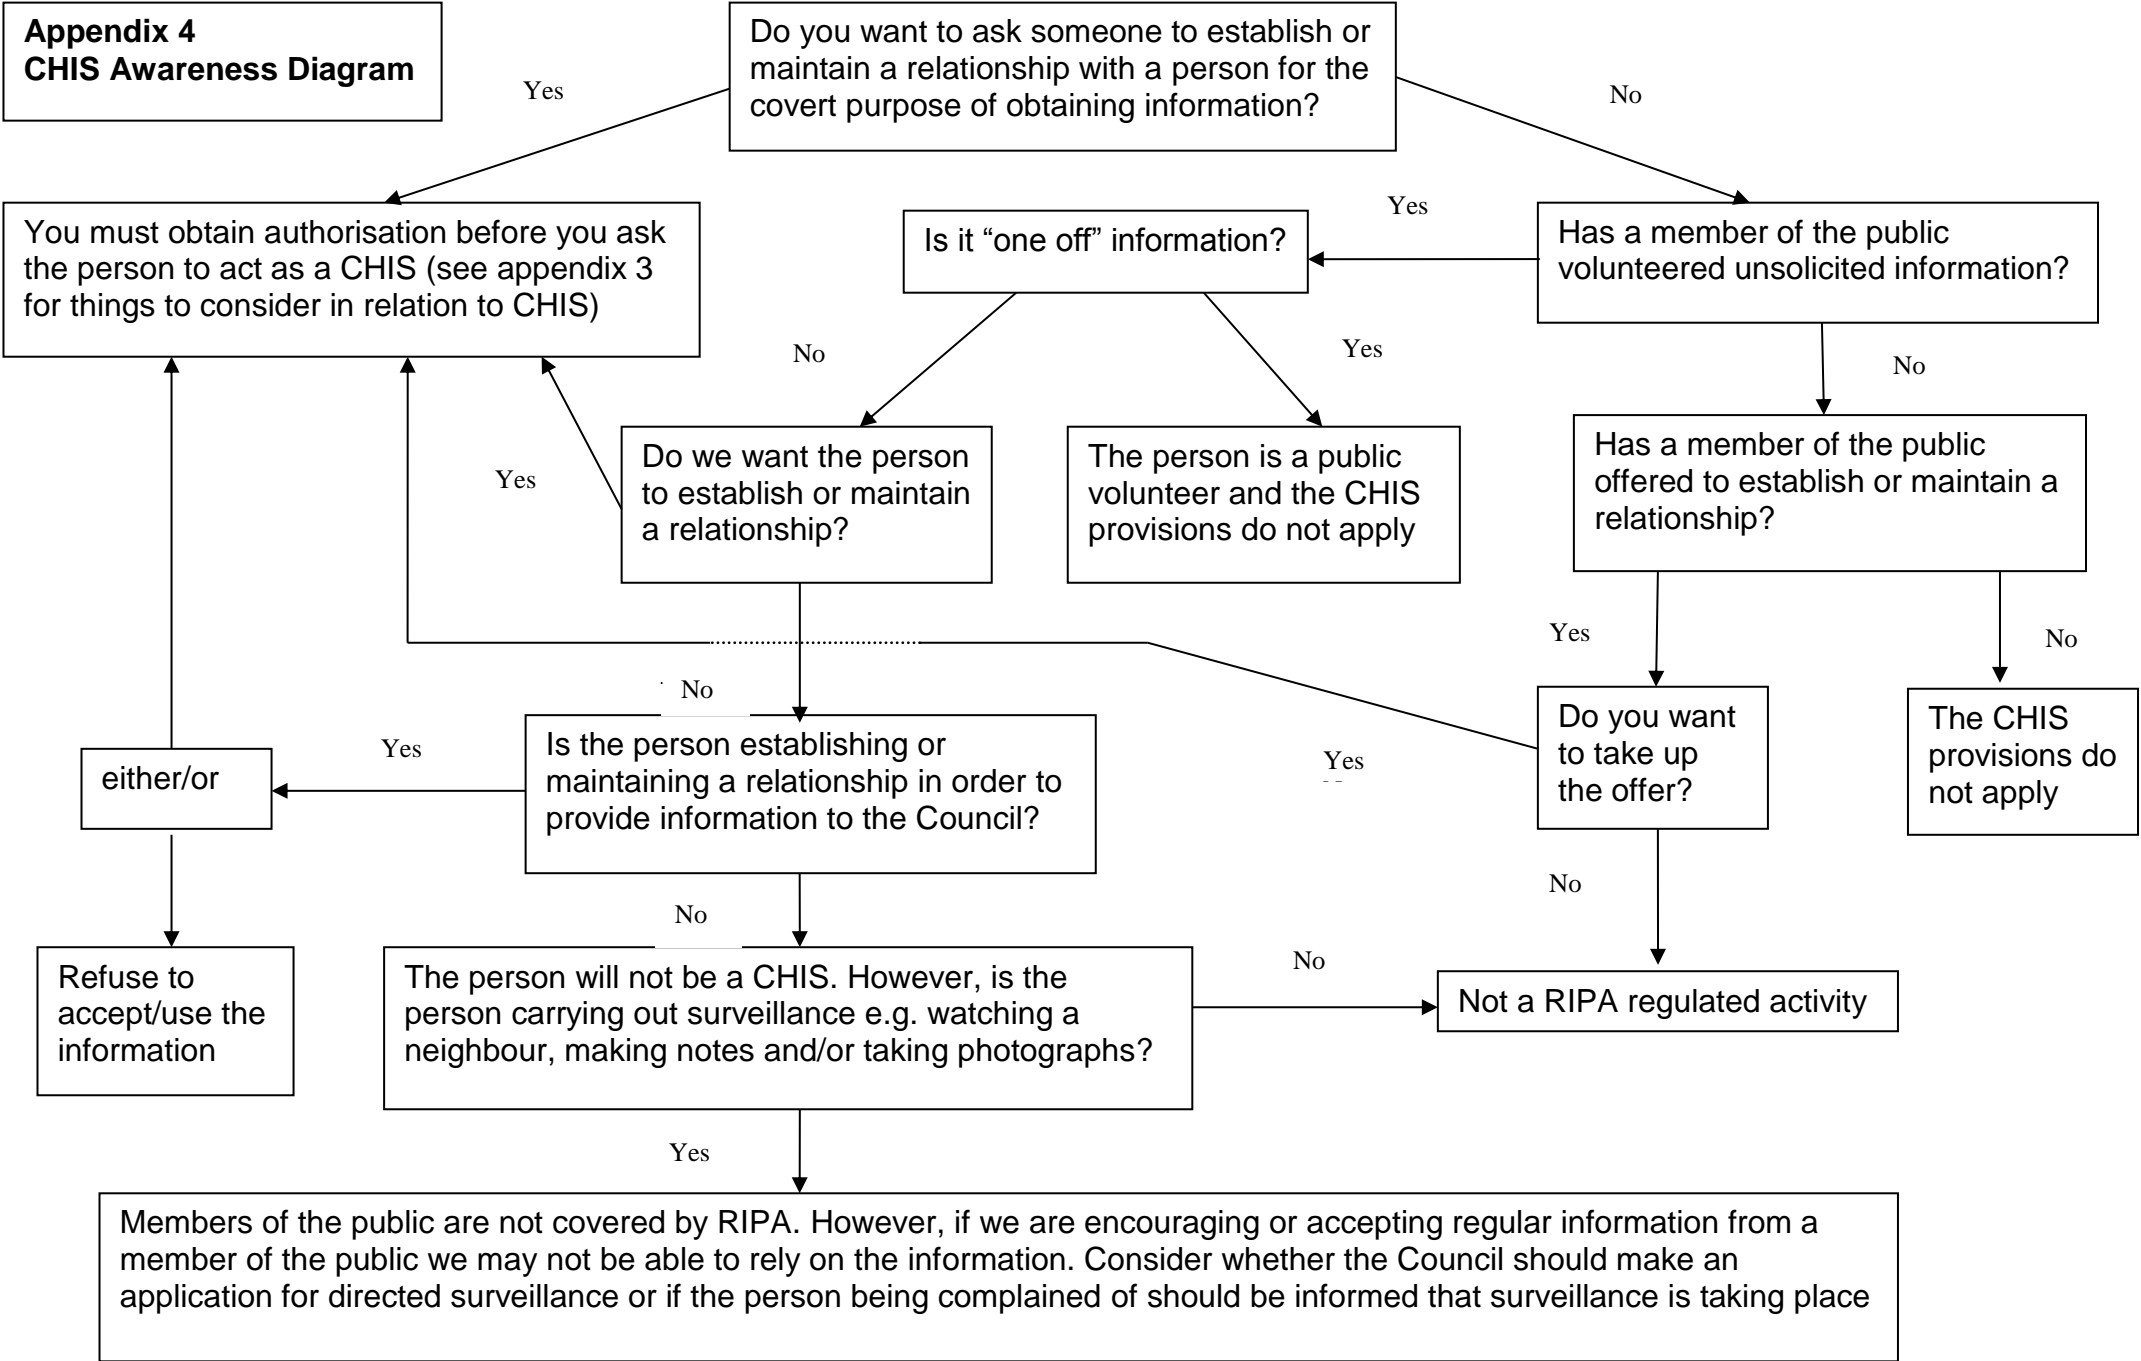 Appendix 4
CHIS Awareness Diagram
Do you want to ask someone to establish or
maintain a relationship with a person for the
covert purpose of obtaining information?
Yes
No
You must obtain authorisation before you ask
the person to act as a CHIS (see appendix 3
for things to consider in relation to CHIS)
Is it “one off” information?
Yes
Has a member of the public
volunteered unsolicited information?
No
Yes
No
Do we want the person
to establish or maintain
a relationship?
Yes
The person is a public
volunteer and the CHIS
provisions do not apply
Has a member of the public
offered to establish or maintain a
relationship?
Yes
No
No
Is the person establishing or
maintaining a relationship in order to
provide information to the Council?
Yes
either/or
Yes
Do you want
to take up
the offer?
The CHIS
provisions do
not apply
No
No
Refuse to
accept/use the
information
The person will not be a CHIS. However, is the
person carrying out surveillance e.g. watching a
neighbour, making notes and/or taking photographs?
No
Not a RIPA regulated activity
Yes
Members of the public are not covered by RIPA. However, if we are encouraging or accepting regular information from a
member of the public we may not be able to rely on the information. Consider whether the Council should make an
application for directed surveillance or if the person being complained of should be informed that surveillance is taking place